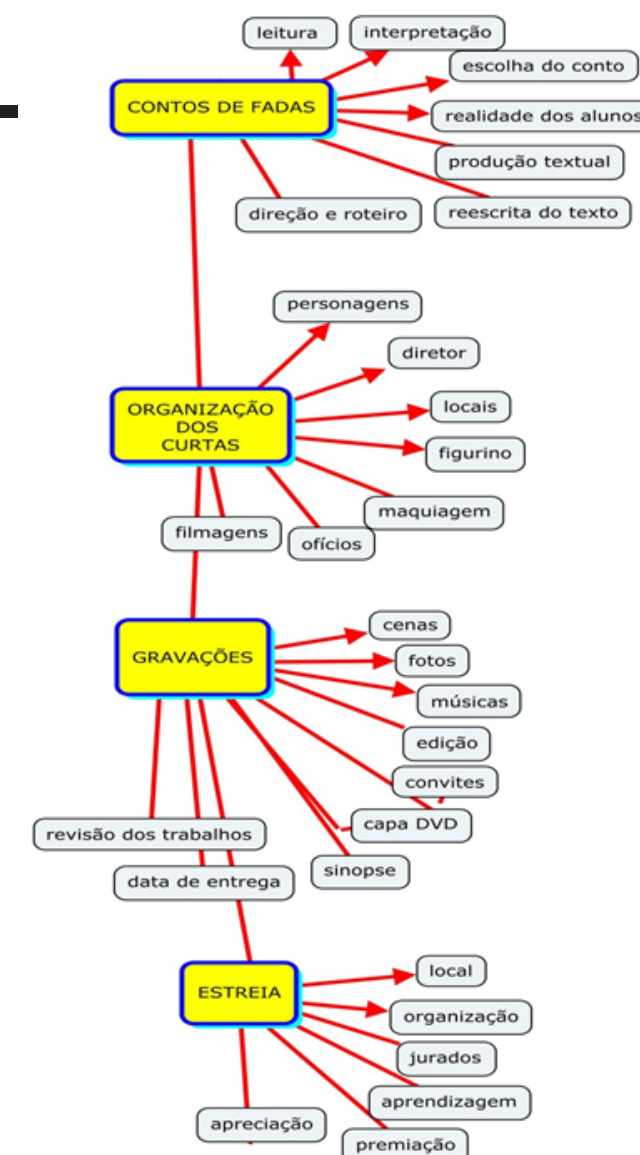 leitura
interpretação
escolha do conto
CONTOS DE FADAS
realidade dos alunos
produção textual
direção e roteiro
reescrita do texto
personagens
diretor
ORGANIZAÇÃO
DOS
CURTAS
locais
figurino
maquiagem
filmagens
ofícios
cenas
GRAVAÇÕES
fotos
músicas
edição
convites
capa DVD
revisão dos trabalhos
sinopse
data de entrega
local
ESTREIA
organização
jurados
aprendizagem
apreciação
premiação